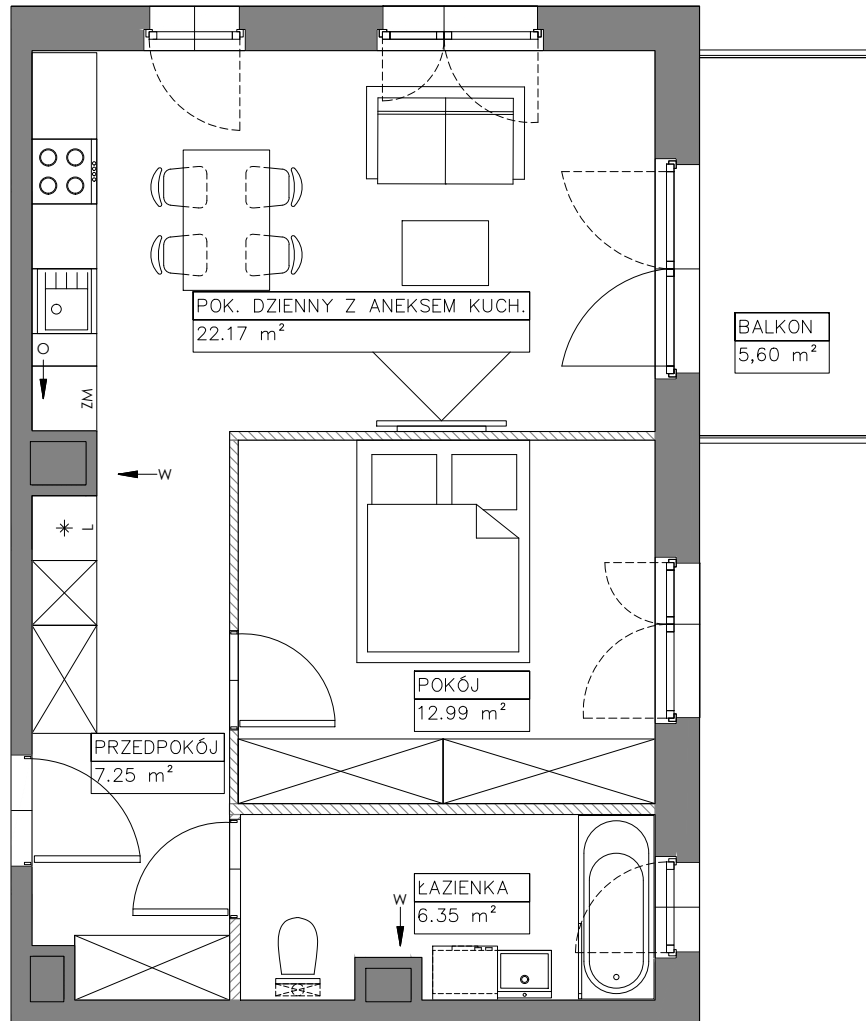 POK. DZIENNY Z ANEKSEM KUCH.
22.17 m²
BALKON
5,60 m²
ZM
W
L
POKÓJ
12.99 m²
PRZEDPOKÓJ
7.25 m²
ŁAZIENKA
6.35 m²
W